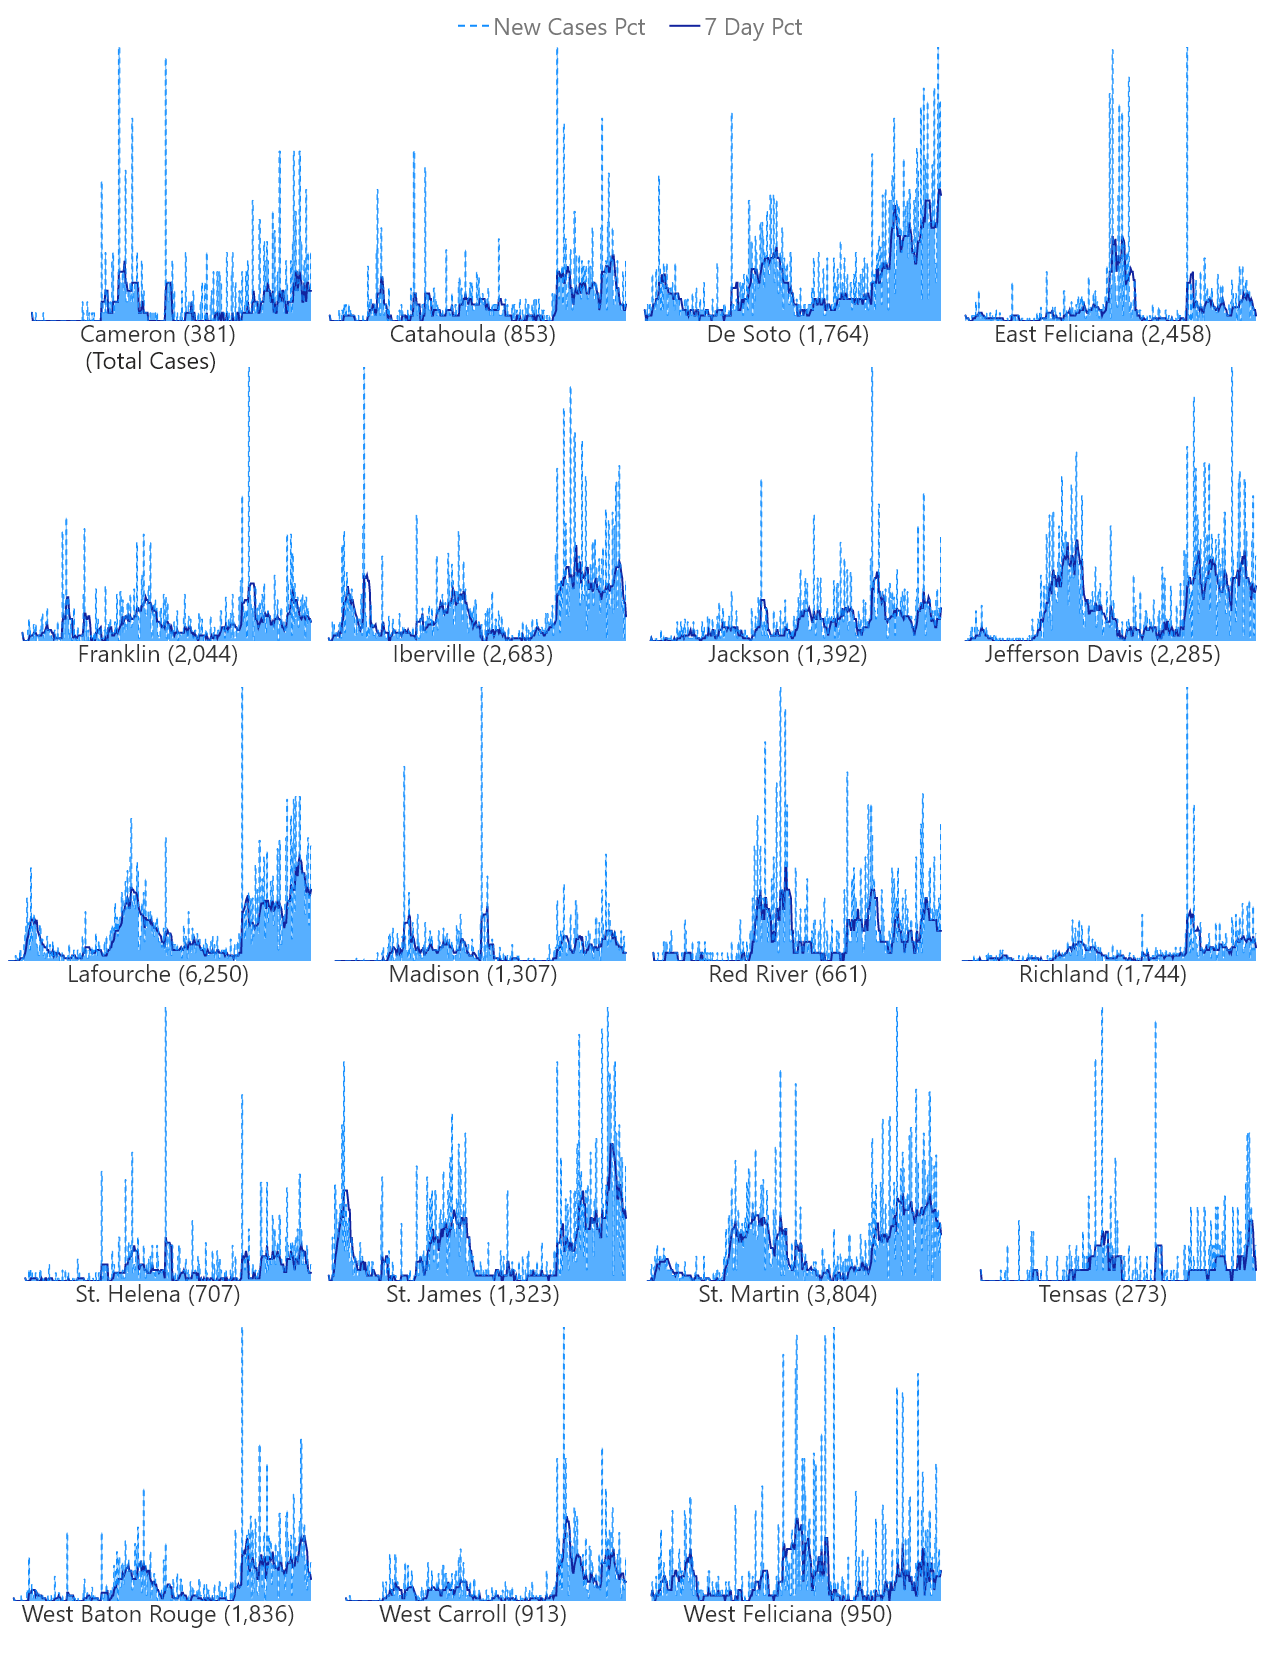 New Cases Pct 7 Day Pct
Cameron (381) Catahoula (853) De Soto (1,764) East Feliciana (2,458)
(Total Cases)
Franklin (2,044) Iberville (2,683) Jackson (1,392) Jefferson Davis (2,285)
Lafourche (6,250) Madison (1,307) Red River (661) Richland (1,744)
St. Helena (707) St. James (1,323) St. Martin (3,804) Tensas (273)
West Baton Rouge (1,836) West Carroll (913) West Feliciana (950)